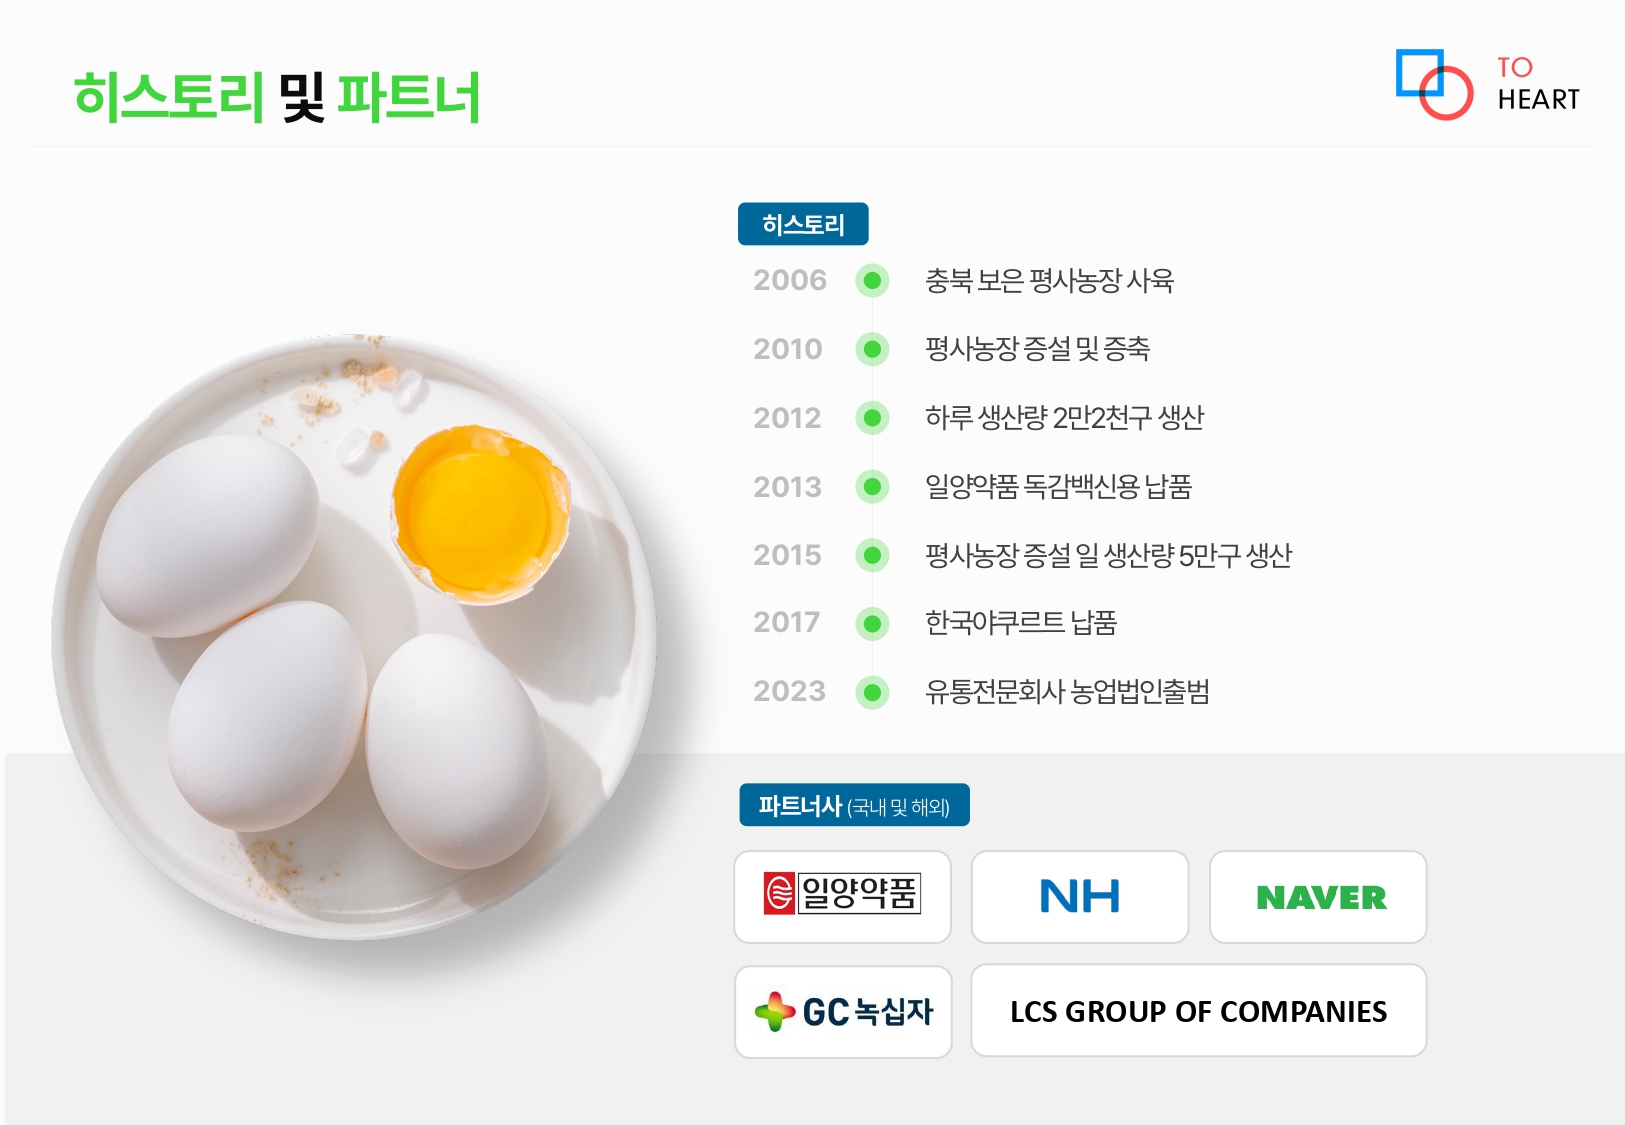 히스토리 및 파트너
TO
HEART
히스토리
2006 충북 보은 평사농장 사육
2010 평사농장 증설 및 증축
2012 하루 생산량 2만2천구 생산
2013 일양약품 독감백신용 납품
2015 평사농장 증설 일 생산량 5만구 생산
2017 한국야쿠르트 납품
2023 유통전문회사 농업법인출범
파트너사 (국내 및 해외)
일양약품
NH
NAVER
GC 녹십자
LCS GROUP OF COMPANIES